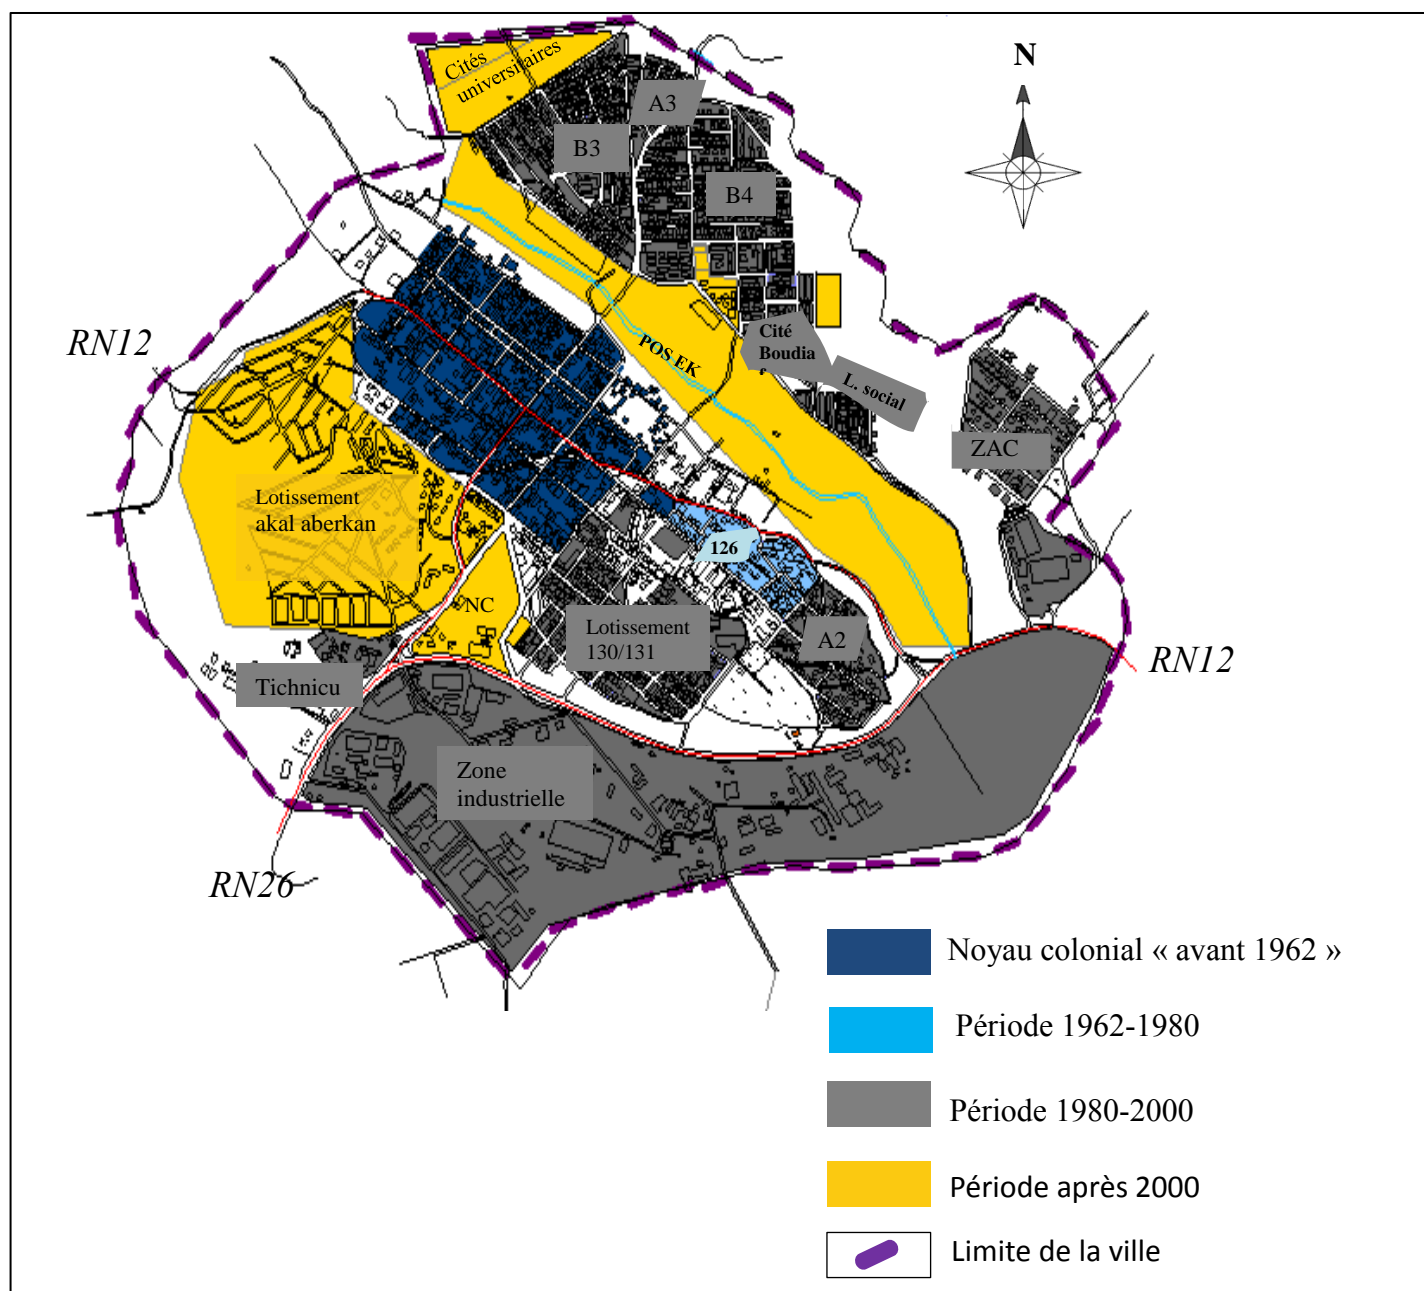 Cités
universitaires
N
A3
B3
B4
RN12
POS EK
Cité
Boudia
L. social
ZAC
Lotissement
akal aberkan
126
NC
Lotissement
130/131
A2
RN12
Tichnicu
Zone
industrielle
RN26
Noyau colonial « avant 1962 »
Période 1962-1980
Période 1980-2000
Période après 2000
Limite de la ville